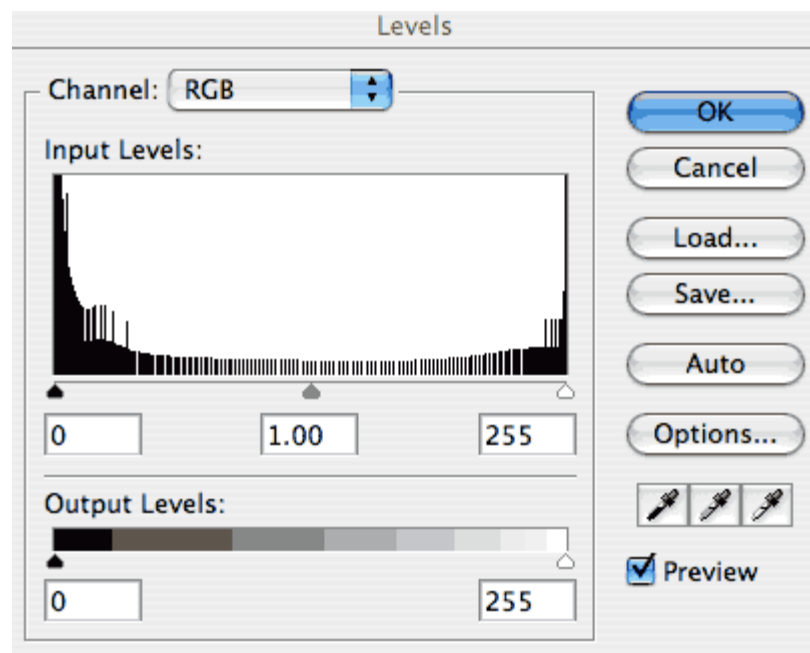 Levels
Channel: RGB
Input Levels:
0 1.00 255
Output Levels:
0 255
OK
Cancel
Load...
Save...
Auto
Options...
Preview